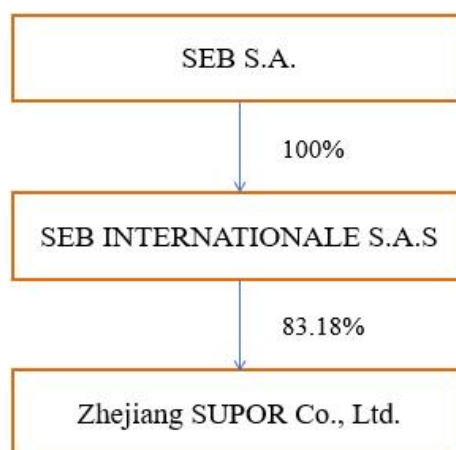 SEB S.A.
100%
SEB INTERNATIONALE S.A.S
83.18%
Zhejiang SUPOR Co., Ltd.